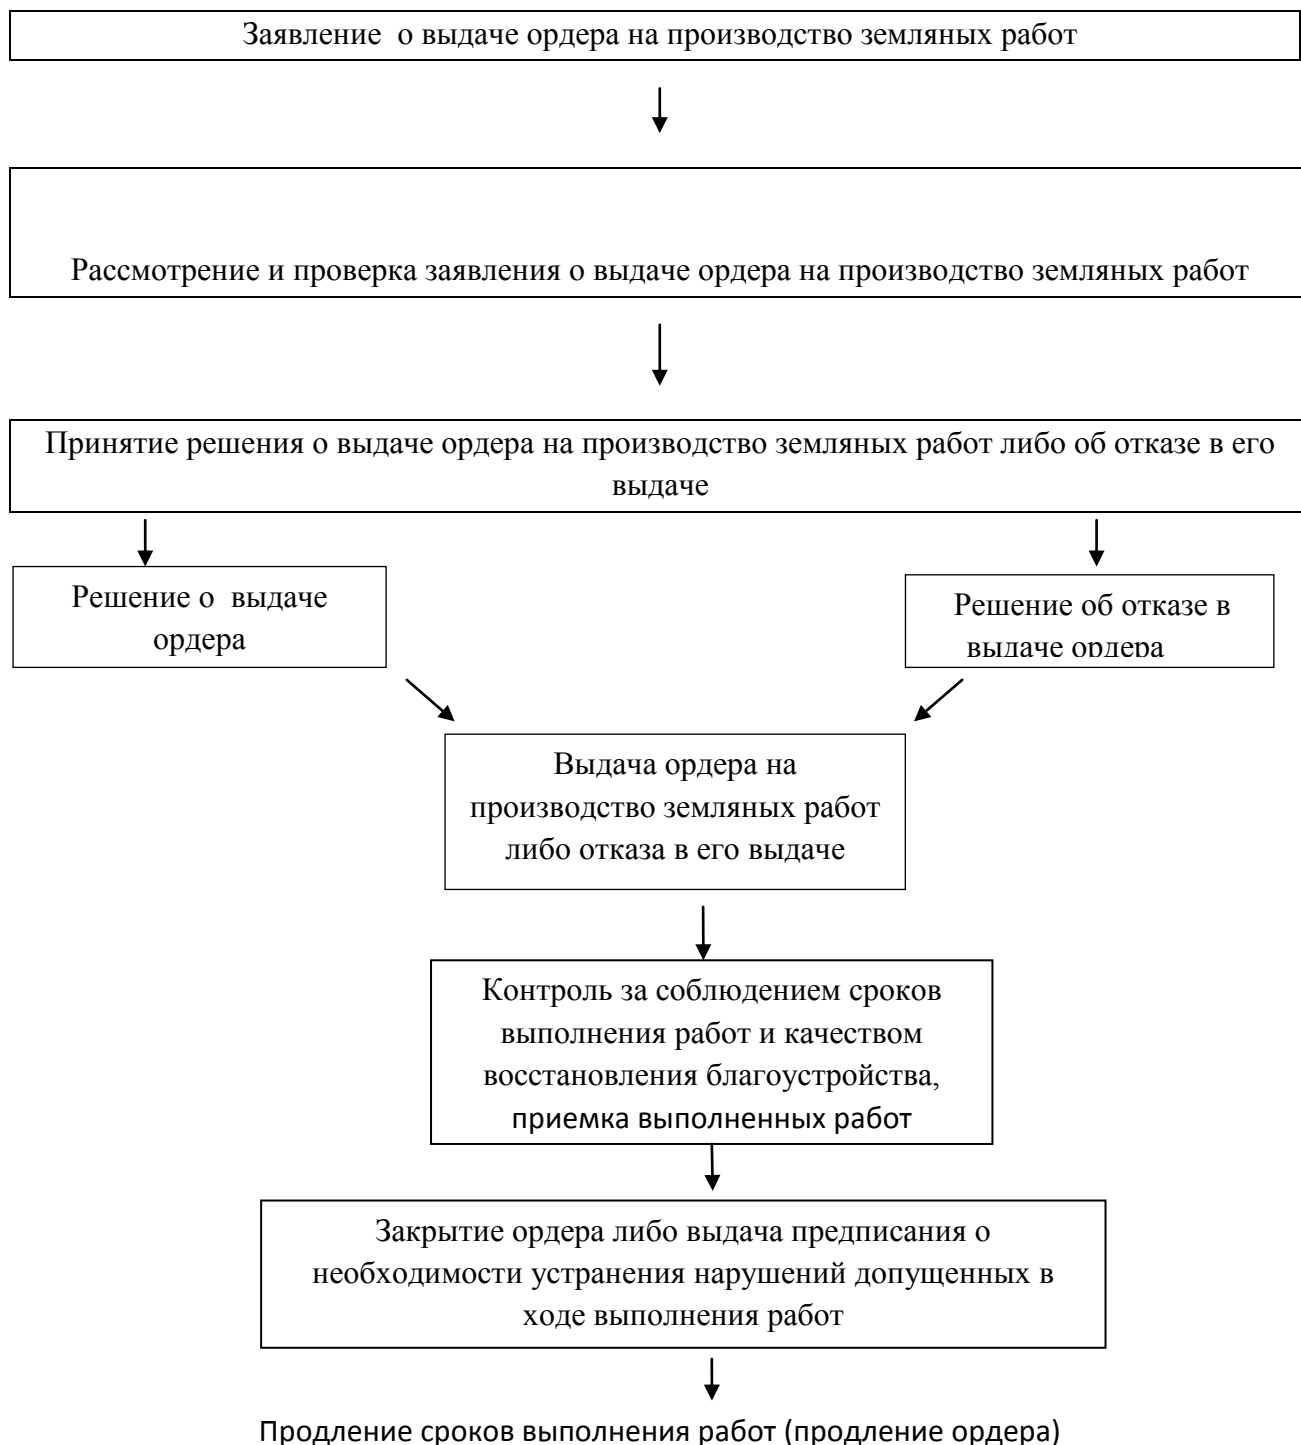 Заявление  о выдаче ордера на производство земляных работ
Рассмотрение и проверка заявления о выдаче ордера на производство земляных работ
Принятие решения о выдаче ордера на производство земляных работ либо об отказе в его
выдаче
Решение о  выдаче
ордера
Решение об отказе в
выдаче ордера
Выдача ордера на
производство земляных работ
либо отказа в его выдаче
Контроль за соблюдением сроков
выполнения работ и качеством
восстановления благоустройства,
приемка выполненных работ
Закрытие ордера либо выдача предписания о
необходимости устранения нарушений допущенных в
ходе выполнения работ
Продление сроков выполнения работ (продление ордера)